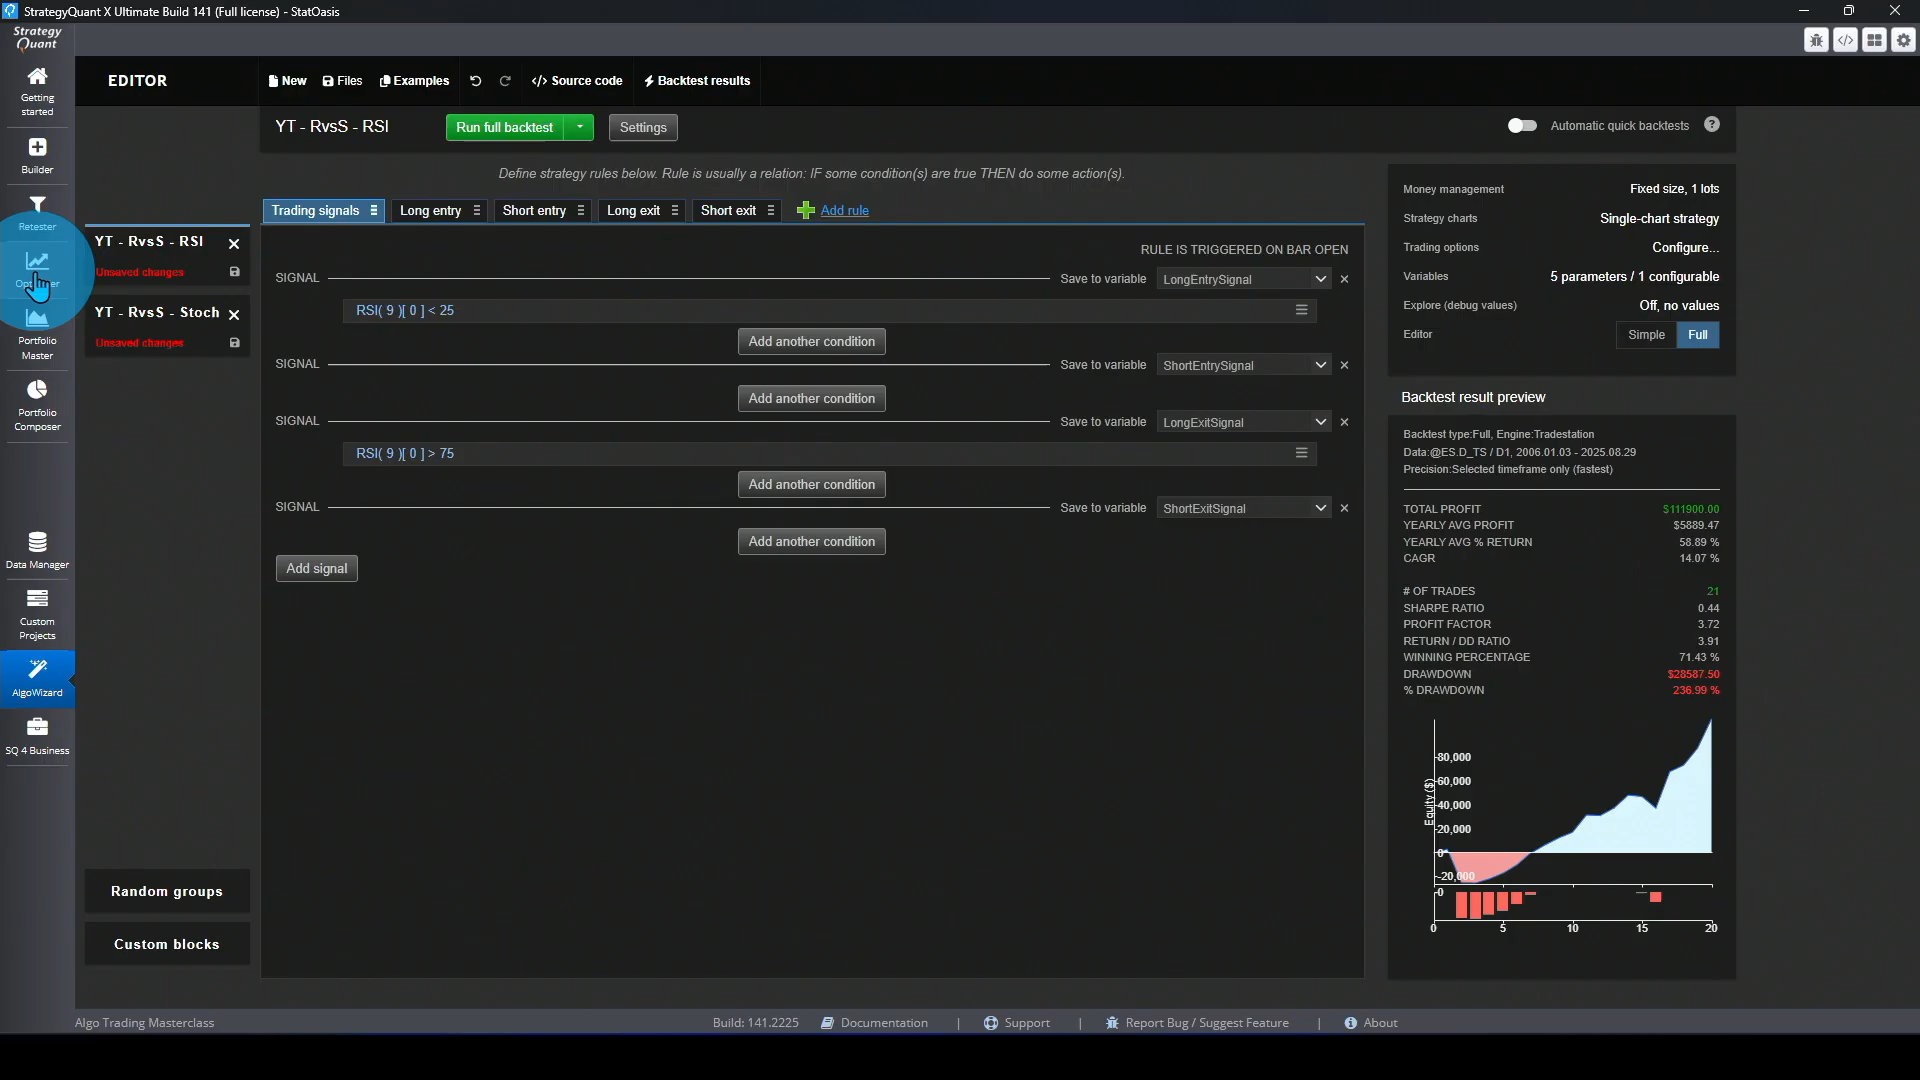 StrategyQuant X Ultimate Build 141 (Full license) - StatOasis
Strategy
Quant
EDITOR
New
Files
Examples
</> Source code
Backtest results
Getting
started
Builder
Retester
Portfolio
Master
Portfolio
Composer
Data Manager
Custom
Projects
AlgoWizard
SQ 4 Business
YT - RvsS - RSI
Unsaved changes
YT - RvsS - Stoch
Unsaved changes
Random groups
Custom blocks
YT - RvsS - RSI
Run full backtest
Settings
Automatic quick backtests
?
Define strategy rules below. Rule is usually a relation: IF some condition(s) are true THEN do some action(s).
Trading signals
Long entry
Short entry
Long exit
Short exit
Add rule
RULE IS TRIGGERED ON BAR OPEN
SIGNAL
Save to variable
LongEntrySignal
RSI( 9 )[ 0 ] < 25
Add another condition
SIGNAL
Save to variable
ShortEntrySignal
Add another condition
SIGNAL
Save to variable
LongExitSignal
RSI( 9 )[ 0 ] > 75
Add another condition
SIGNAL
Save to variable
ShortExitSignal
Add another condition
Add signal
Money management
Fixed size, 1 lots
Strategy charts
Single-chart strategy
Trading options
Configure...
Variables
5 parameters / 1 configurable
Explore (debug values)
Off, no values
Editor
Simple
Full
Backtest result preview
Backtest type:Full, Engine:Tradestation
Data:@ES.D_TS / D1, 2006.01.03 - 2025.08.29
Precision:Selected timeframe only (fastest)
TOTAL PROFIT $111900.00
YEARLY AVG PROFIT $5889.47
YEARLY AVG % RETURN 58.89 %
CAGR 14.07 %
# OF TRADES 21
SHARPE RATIO 0.44
PROFIT FACTOR 3.72
RETURN / DD RATIO 3.91
WINNING PERCENTAGE 71.43 %
DRAWDOWN $28587.50
% DRAWDOWN 236.99 %
Equity ($)
80,000
60,000
40,000
20,000
0
-20,000
0
0 5 10 15 20
Algo Trading Masterclass
Build: 141.2225
Documentation
|
Support
|
Report Bug / Suggest Feature
|
About